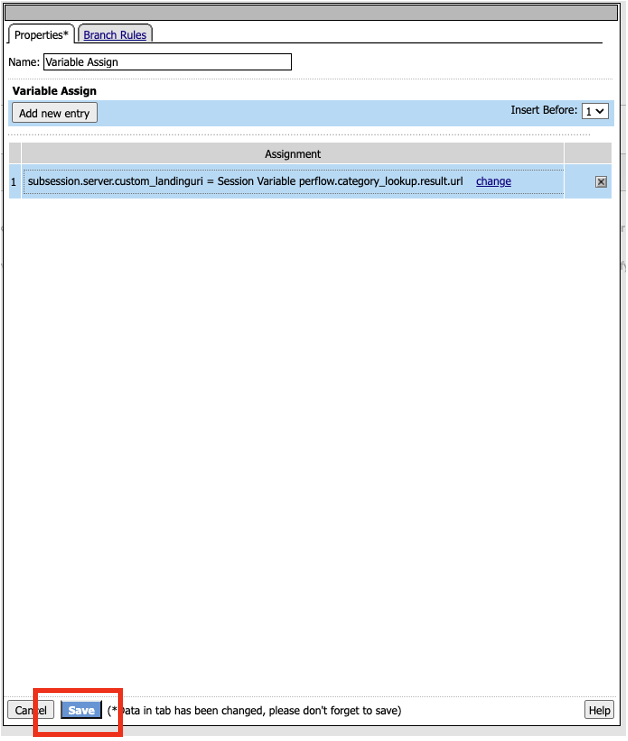 Properties* Branch Rules
Name: Variable Assign
Variable Assign
Add new entry Insert Before: 1
Assignment
1 subsession.server.custom_landinguri = Session Variable perflow.category_lookup.result.url change
Cancel Save (*Data in tab has been changed, please don't forget to save) Help